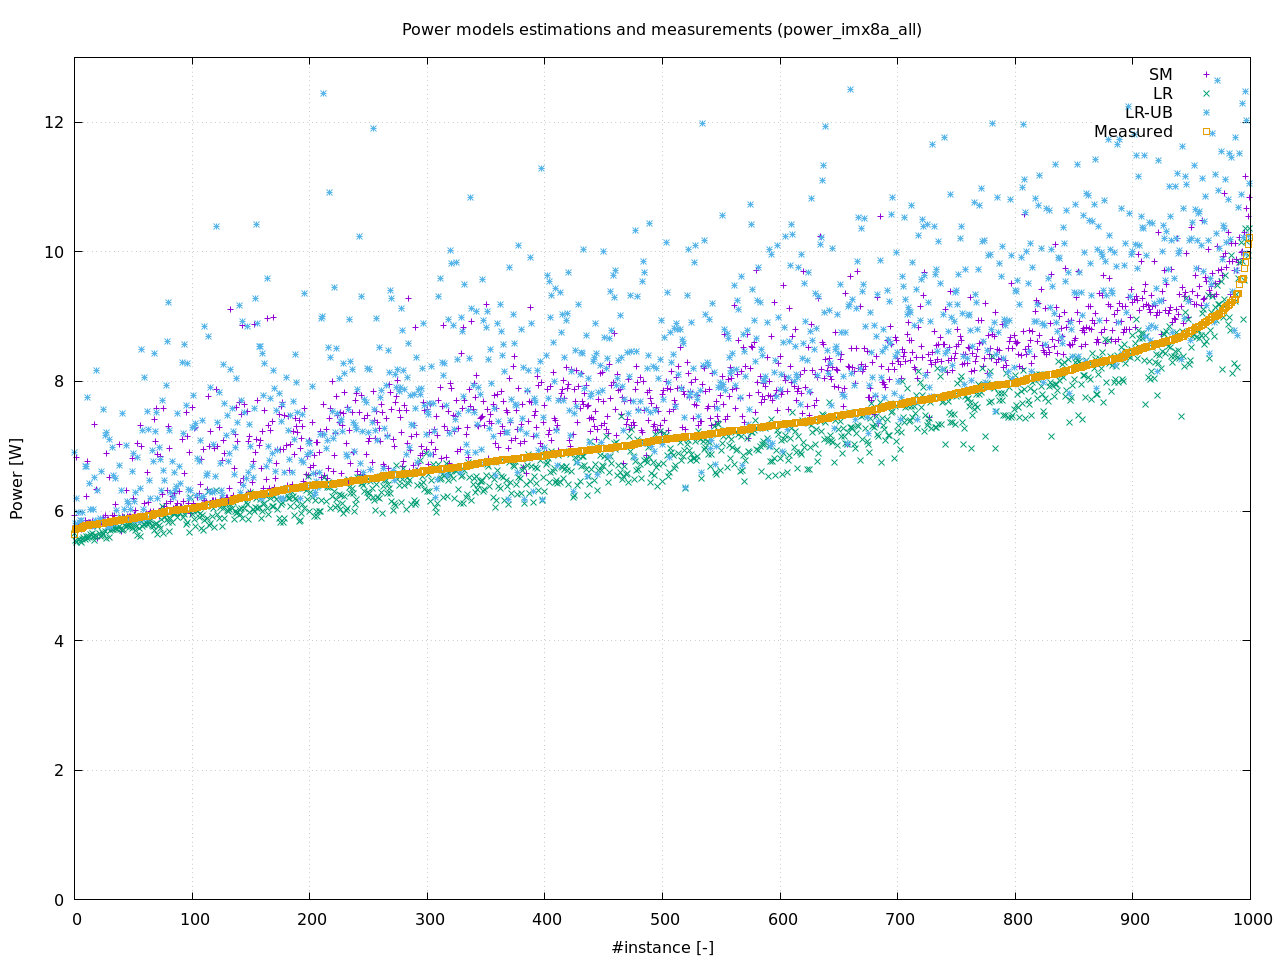 Power models estimations and measurements (power_imx8a_all)
SM
LR
LR-UB
Measured
12
10
8
6
4
2
0
Power [W]
0 100 200 300 400 500 600 700 800 900 1000
#instance [-]